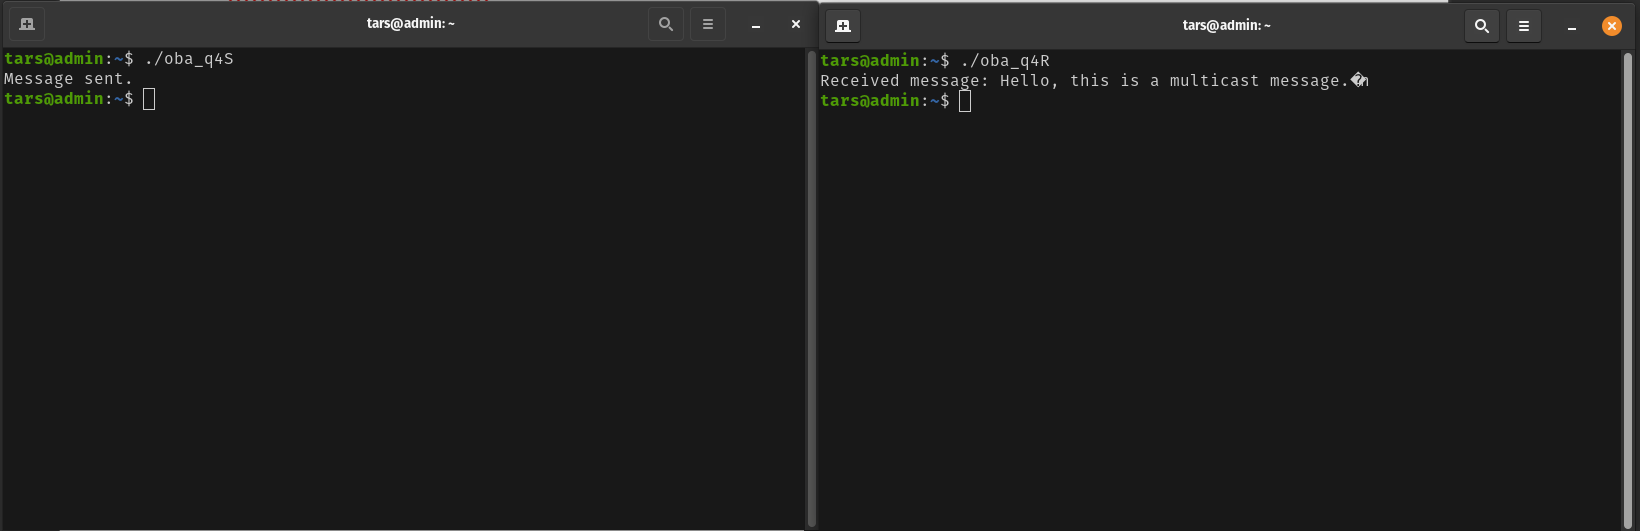 tars@admin: ~
tars@admin:~$ ./oba_q4S
Message sent.
tars@admin:~$
tars@admin: ~
tars@admin:~$ ./oba_q4R
Received message: Hello, this is a multicast message.�n
tars@admin:~$